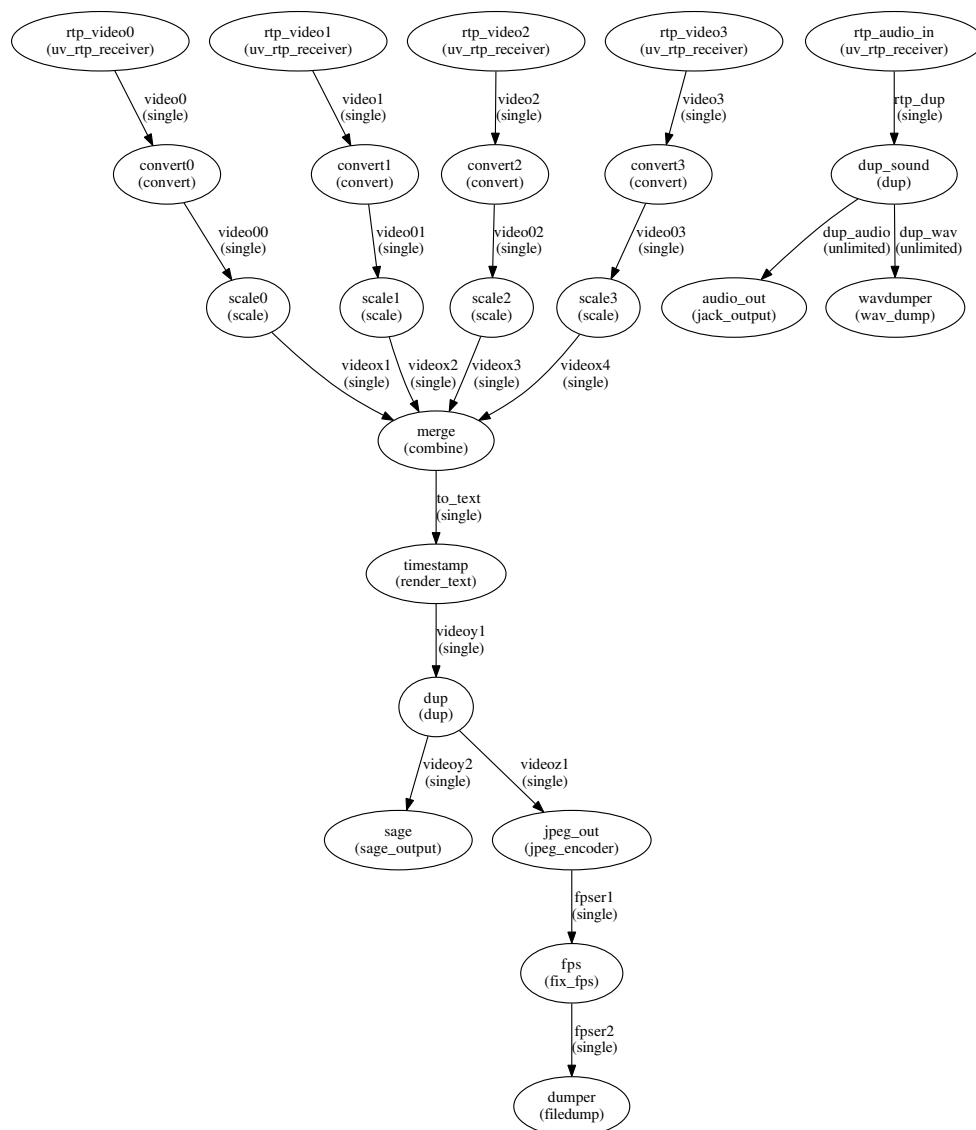 rtp_video0
(uv_rtp_receiver)
rtp_video1
(uv_rtp_receiver)
rtp_video2
(uv_rtp_receiver)
rtp_video3
(uv_rtp_receiver)
rtp_audio_in
(uv_rtp_receiver)
video0
(single)
video1
(single)
video2
(single)
video3
(single)
rtp_dup
(single)
convert0
(convert)
convert1
(convert)
convert2
(convert)
convert3
(convert)
dup_sound
(dup)
video00
(single)
video01
(single)
video02
(single)
video03
(single)
dup_audio
(unlimited)
dup_wav
(unlimited)
scale0
(scale)
scale1
(scale)
scale2
(scale)
scale3
(scale)
audio_out
(jack_output)
wavdumper
(wav_dump)
videox1
(single)
videox2
(single)
videox3
(single)
videox4
(single)
merge
(combine)
to_text
(single)
timestamp
(render_text)
videoy1
(single)
dup
(dup)
videoy2
(single)
videoz1
(single)
sage
(sage_output)
jpeg_out
(jpeg_encoder)
fpser1
(single)
fps
(fix_fps)
fpser2
(single)
dumper
(filedump)